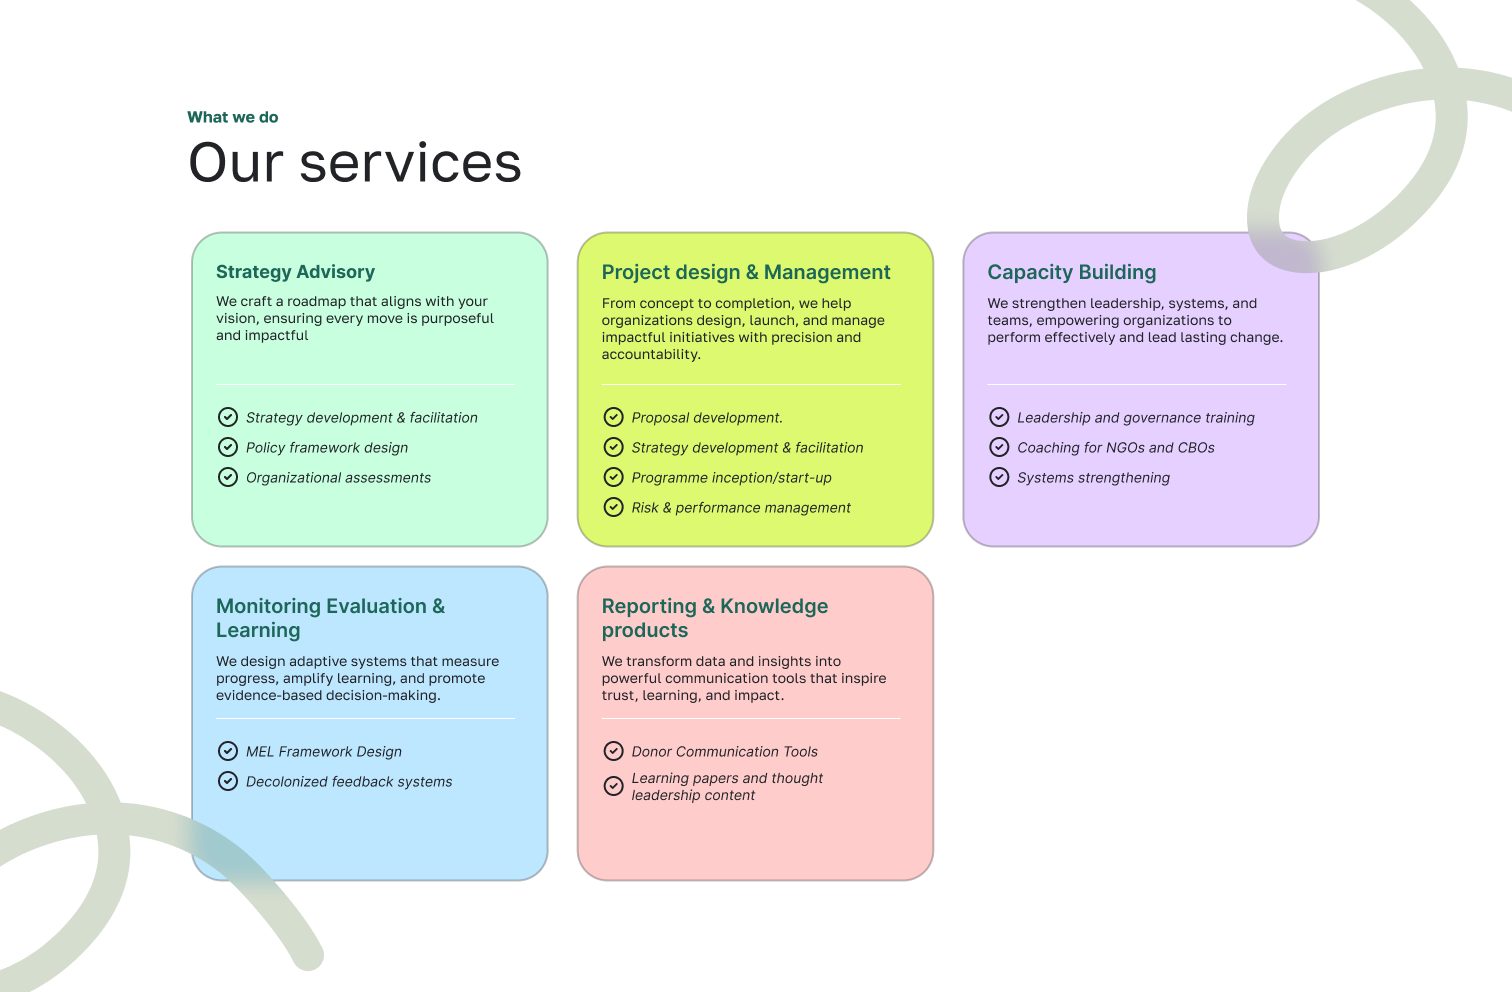 What we do
Our services
Strategy Advisory
We craft a roadmap that aligns with your
vision, ensuring every move is purposeful
and impactful
Strategy development & facilitation
Policy framework design
Organizational assessments
Project design & Management
From concept to completion, we help
organizations design, launch, and manage
impactful initiatives with precision and
accountability.
Proposal development.
Strategy development & facilitation
Programme inception/start-up
Risk & performance management
Capacity Building
We strengthen leadership, systems, and
teams, empowering organizations to
perform effectively and lead lasting change.
Leadership and governance training
Coaching for NGOs and CBOs
Systems strengthening
Monitoring Evaluation &
Learning
We design adaptive systems that measure
progress, amplify learning, and promote
evidence-based decision-making.
MEL Framework Design
Decolonized feedback systems
Reporting & Knowledge
products
We transform data and insights into
powerful communication tools that inspire
trust, learning, and impact.
Donor Communication Tools
Learning papers and thought
leadership content